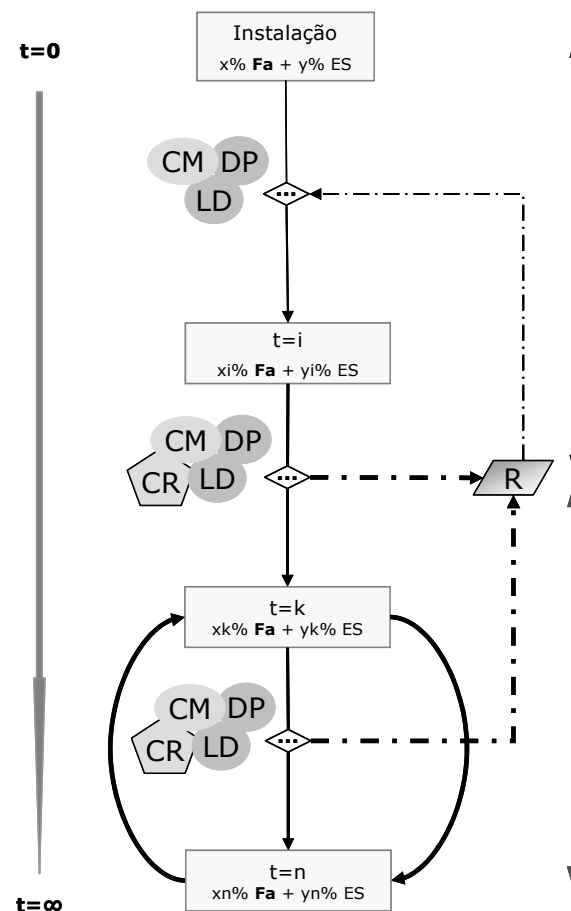 Instalação
x% Fa + y% ES
t=0
CM DP
LD
...
t=i
xi% Fa + yi% ES
CM DP
CR LD
...
R
t=k
xk% Fa + yk% ES
CM DP
CR LD
...
t=n
xn% Fa + yn% ES
t=∞